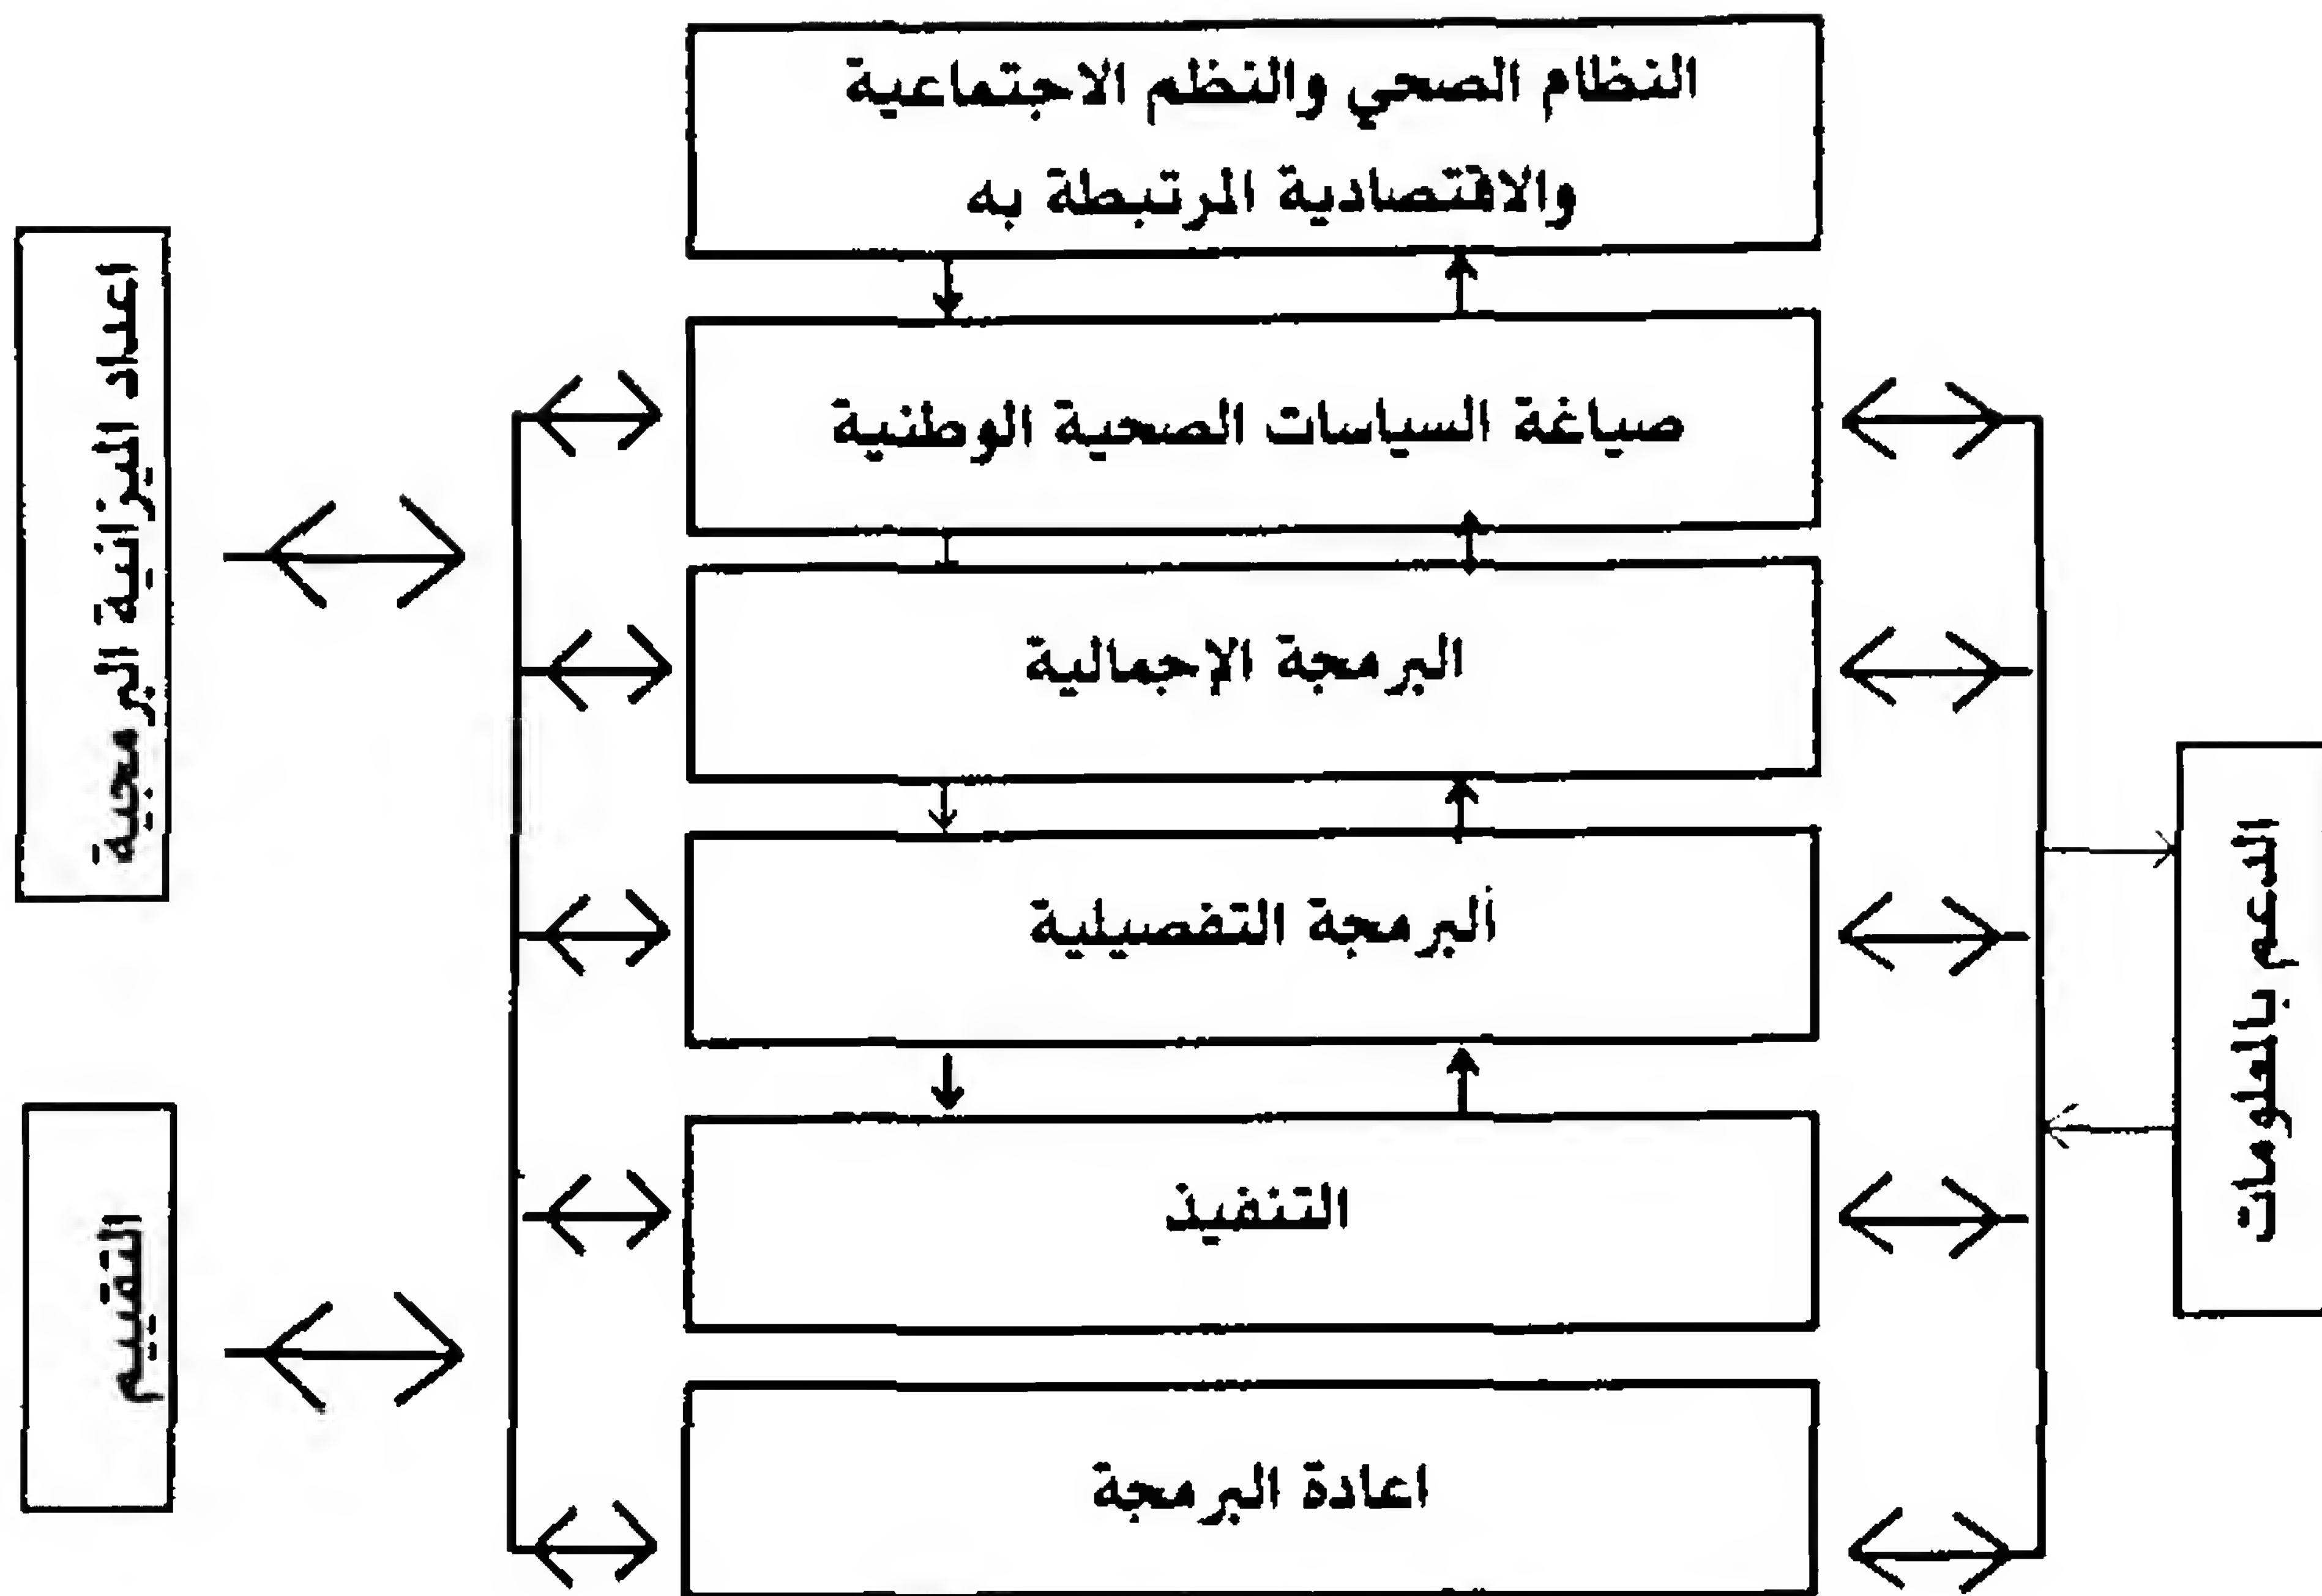 النظام الصحي والنظم الاجتماعية
والاقتصادية المرتبطة به
صياغة السياسات الصحية الوطنية
البرمجة الإجمالية
ألبرمجة التفصيلية
التنفيذ
اعادة البرمجة
الدعم بالمعلومات
اعداد الميزانية البرمجية
التقييم